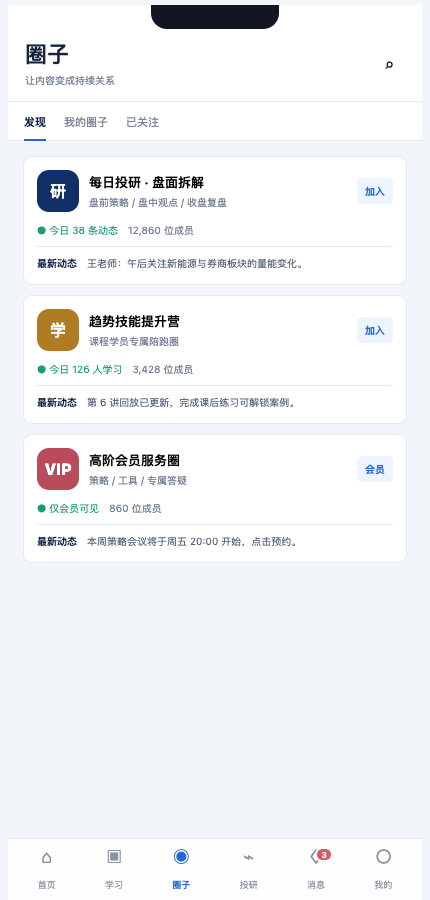 圈子
让内容变成持续关系
发现 我的圈子 已关注
研
每日投研 · 盘面拆解
盘前策略 / 盘中观点 / 收盘复盘
加入
今日 38 条动态 12,860 位成员
最新动态 王老师：午后关注新能源与券商板块的量能变化。
学
趋势技能提升营
课程学员专属陪跑圈
加入
今日 126 人学习 3,428 位成员
最新动态 第 6 讲回放已更新，完成课后练习可解锁案例。
VIP
高阶会员服务圈
策略 / 工具 / 专属答疑
会员
仅会员可见 860 位成员
最新动态 本周策略会议将于周五 20:00 开始，点击预约。
3
首页 学习 圈子 投研 消息 我的